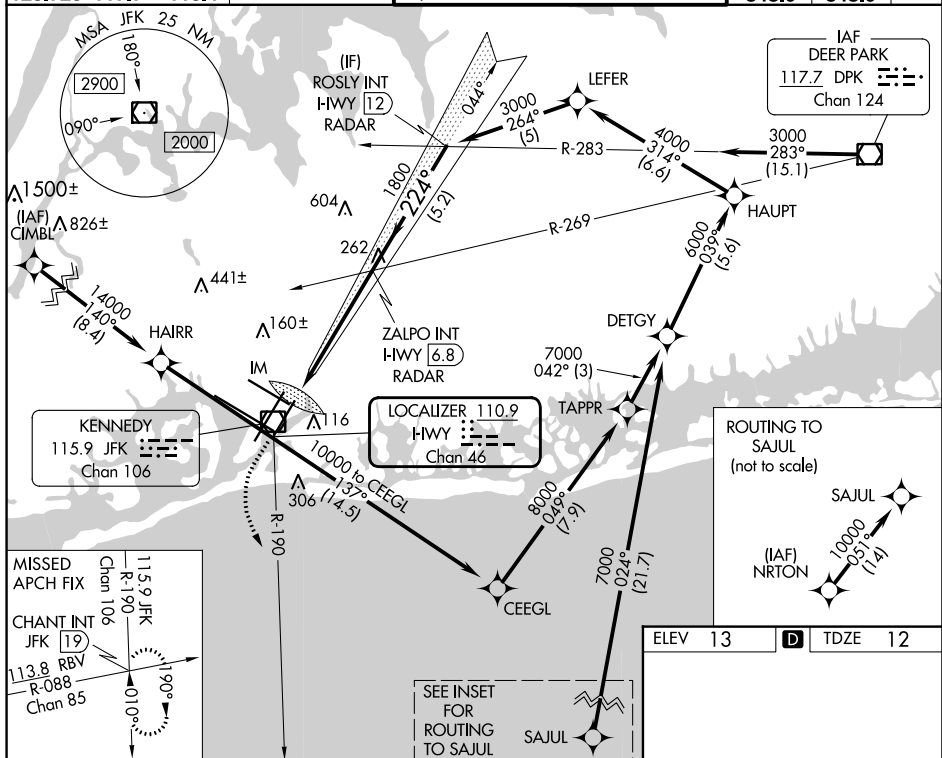 MSA JFK 25 NM
180°
2900
090°
2000
(IF)
ROSLY INT
I-WY 12
RADAR
044°
LEFER
3000
264°
(5)
IAF
DEER PARK
117.7 DPK
Chan 124
4000
314°
(6.6)
R-283
3000
283°
(15.1)
HAUPT
1500±
826±
(IAF)
CIMBL
604
1800
224°
(5.2)
R-269
262
441±
6000
039°
(5.6)
14000
140°
(8.4)
HAIRR
160±
ZALPO INT
I-IWY 6.8
RADAR
DETGY
7000
042° (3)
TAPPR
IM
KENNEDY
115.9 JFK
Chan 106
116
LOCALIZER 110.9
I-IWY
Chan 46
306
10000 to CEEGL
137°
(14.5)
R-190
8000
049°
(7.9)
CEEGL
7000
024°
(21.7)
ROUTING TO
SAJUL
(not to scale)
SAJUL
(IAF)
NRTON
10000
051°
(14)
MISSED
APCH FIX
115.9 JFK
R-190
Chan 106
CHANT INT
JFK 19
113.8 RBV
R-088
Chan 85
190°
010°
SEE INSET
FOR
ROUTING
TO SAJUL
SAJUL
ELEV 13
D
TDZE 12